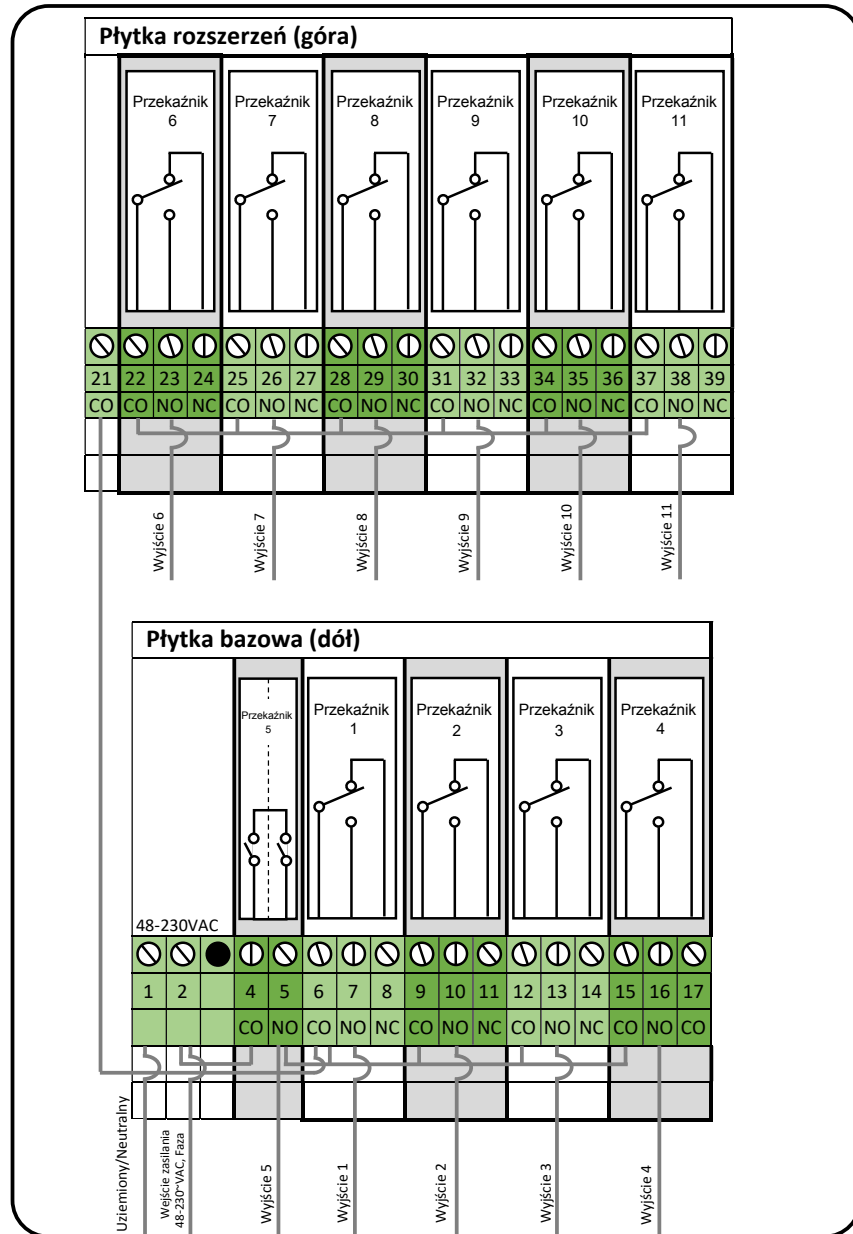 Płytka rozszerzeń (góra)
Przekaźnik 6
Przekaźnik 7
Przekaźnik 8
Przekaźnik 9
Przekaźnik 10
Przekaźnik 11
21 22 23 24 25 26 27 28 29 30 31 32 33 34 35 36 37 38 39
CO CO NO NC CO NO NC CO NO NC CO NO NC CO NO NC CO NO NC
Wyjście 6
Wyjście 7
Wyjście 8
Wyjście 9
Wyjście 10
Wyjście 11
Płytka bazowa (dół)
Przekaźnik 5
Przekaźnik 1
Przekaźnik 2
Przekaźnik 3
Przekaźnik 4
48-230VAC
1 2 4 5 6 7 8 9 10 11 12 13 14 15 16 17
CO NO CO NO NC CO NO NC CO NO NC CO NO CO
Uziemiony/Neutralny
Wejście zasilania
48-230~VAC, Faza
Wyjście 5
Wyjście 1
Wyjście 2
Wyjście 3
Wyjście 4